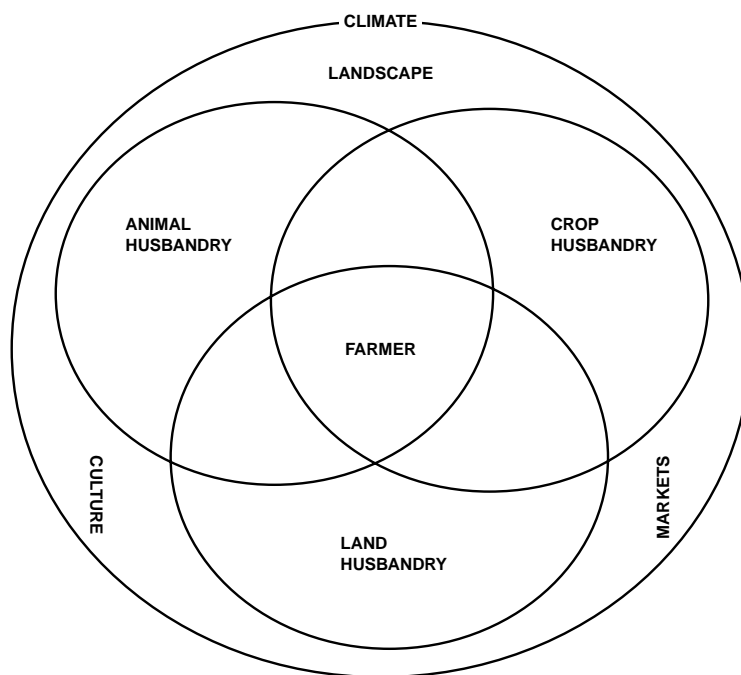 CLIMATE
LANDSCAPE
ANIMAL
HUSBANDRY
CROP
HUSBANDRY
FARMER
CULTURE
MARKETS
LAND
HUSBANDRY